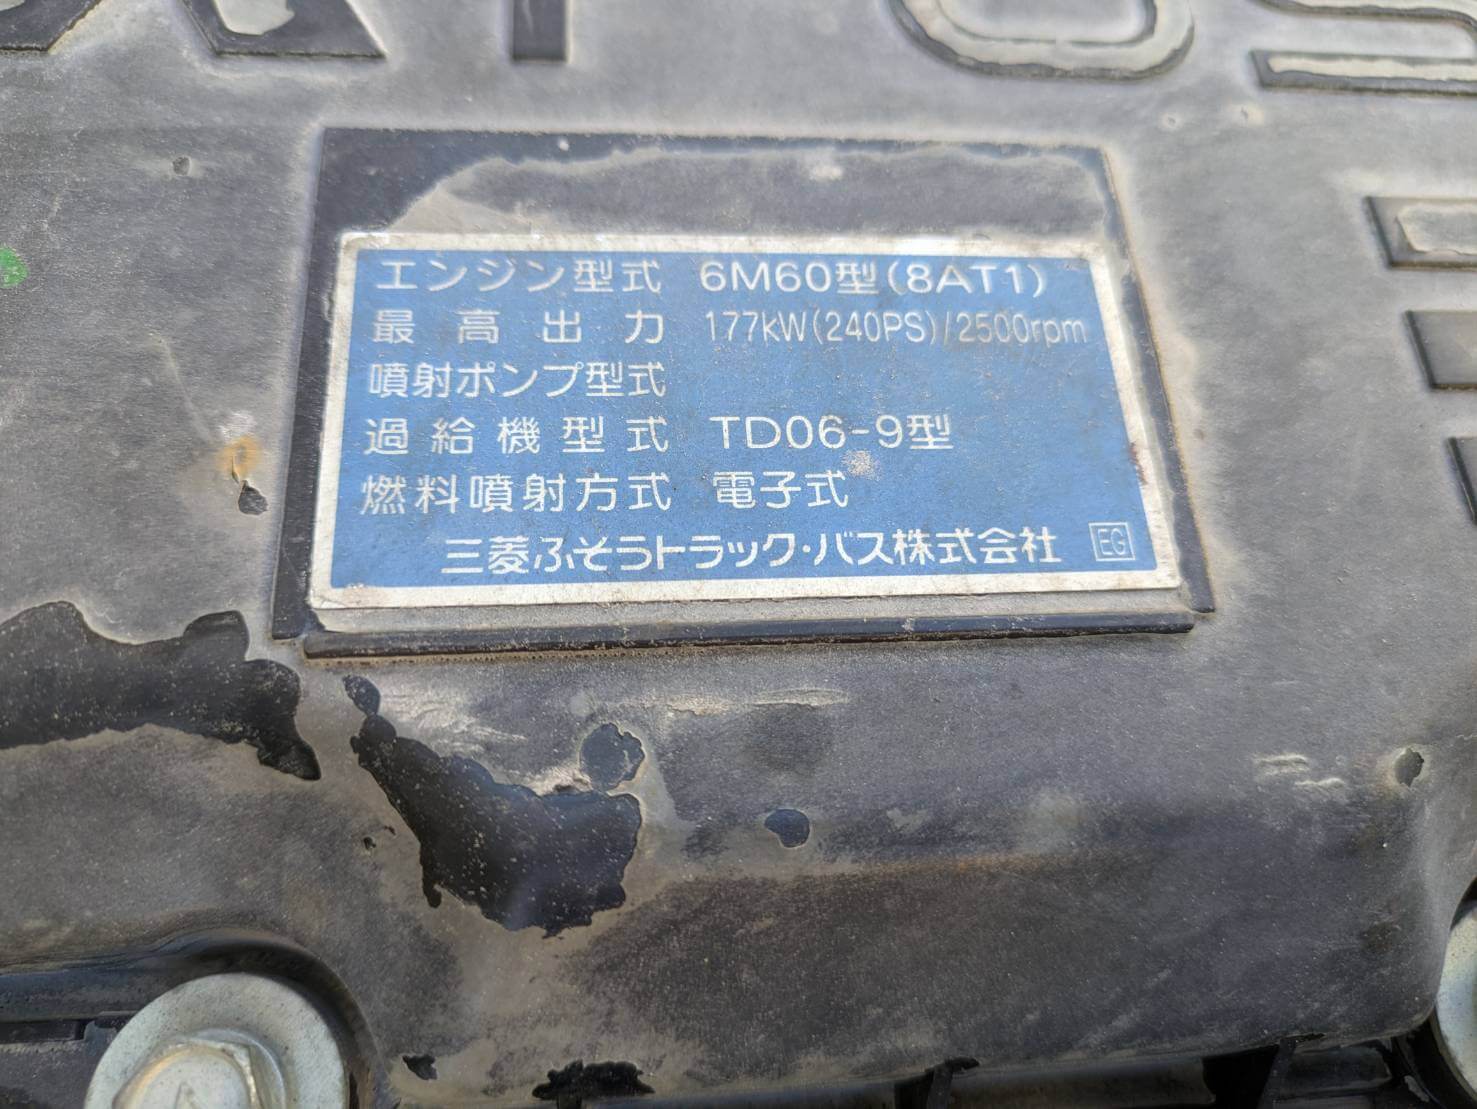 エンジン型式 6M60型(8AT1)
最高出力 177kW(240PS)/2500rpm
噴射ポンプ型式
過給機型式 TD06-9型
燃料噴射方式 電子式
三菱ふそうトラック・バス株式会社 EG